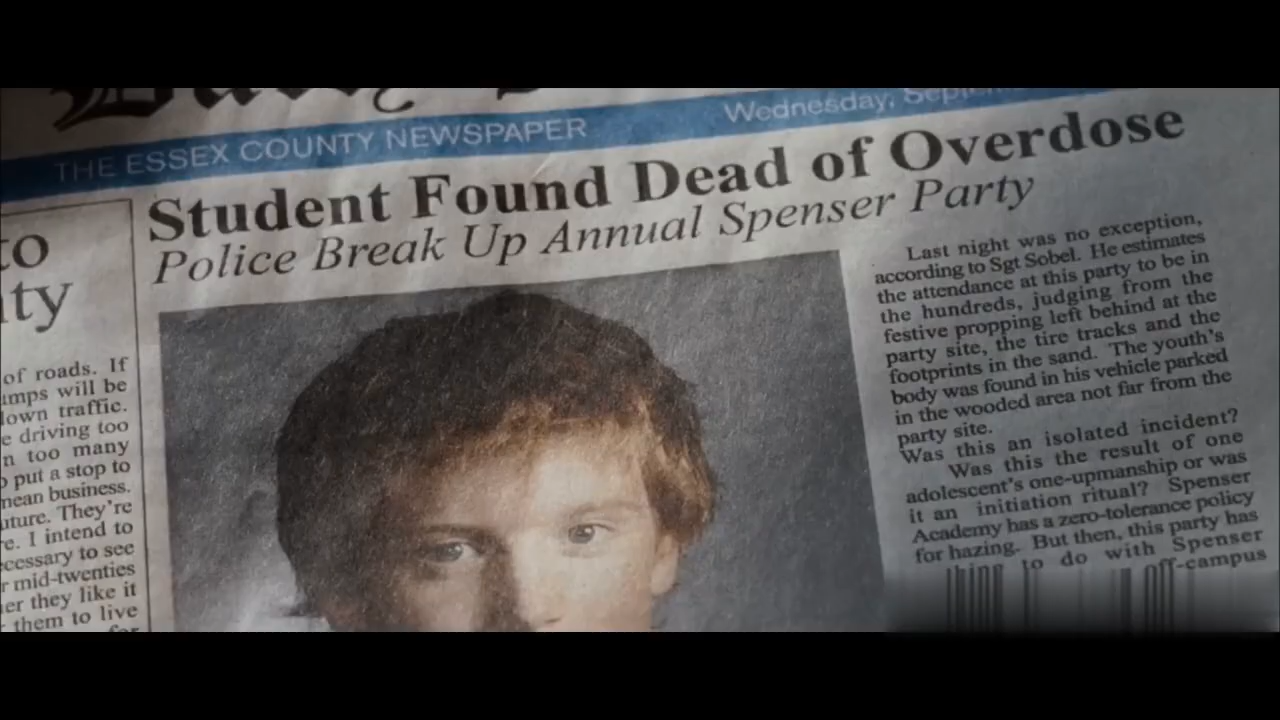 THE ESSEX COUNTY NEWSPAPER
Wednesday,
Student Found Dead of Overdose
Police Break Up Annual Spenser Party
to
ty
of roads. If
umps will be
down traffic.
e driving too
n too many
o put a stop to
mean business.
uture. They're
re. I intend to
ecessary to see
r mid-twenties
er they like it
them to live
for
Last night was no exception,
according to Sgt Sobel. He estimates
the attendance at this party to be in
the hundreds, judging from the
festive propping left behind at the
party site, the tire tracks and the
footprints in the sand. The youth's
body was found in his vehicle parked
in the wooded area not far from the
party site.
Was this an isolated incident?
Was this the result of one
adolescent's one-upmanship or was
it an initiation ritual? Spenser
Academy has a zero-tolerance policy
for hazing. But then, this party has
thing to do with Spenser
off-campus